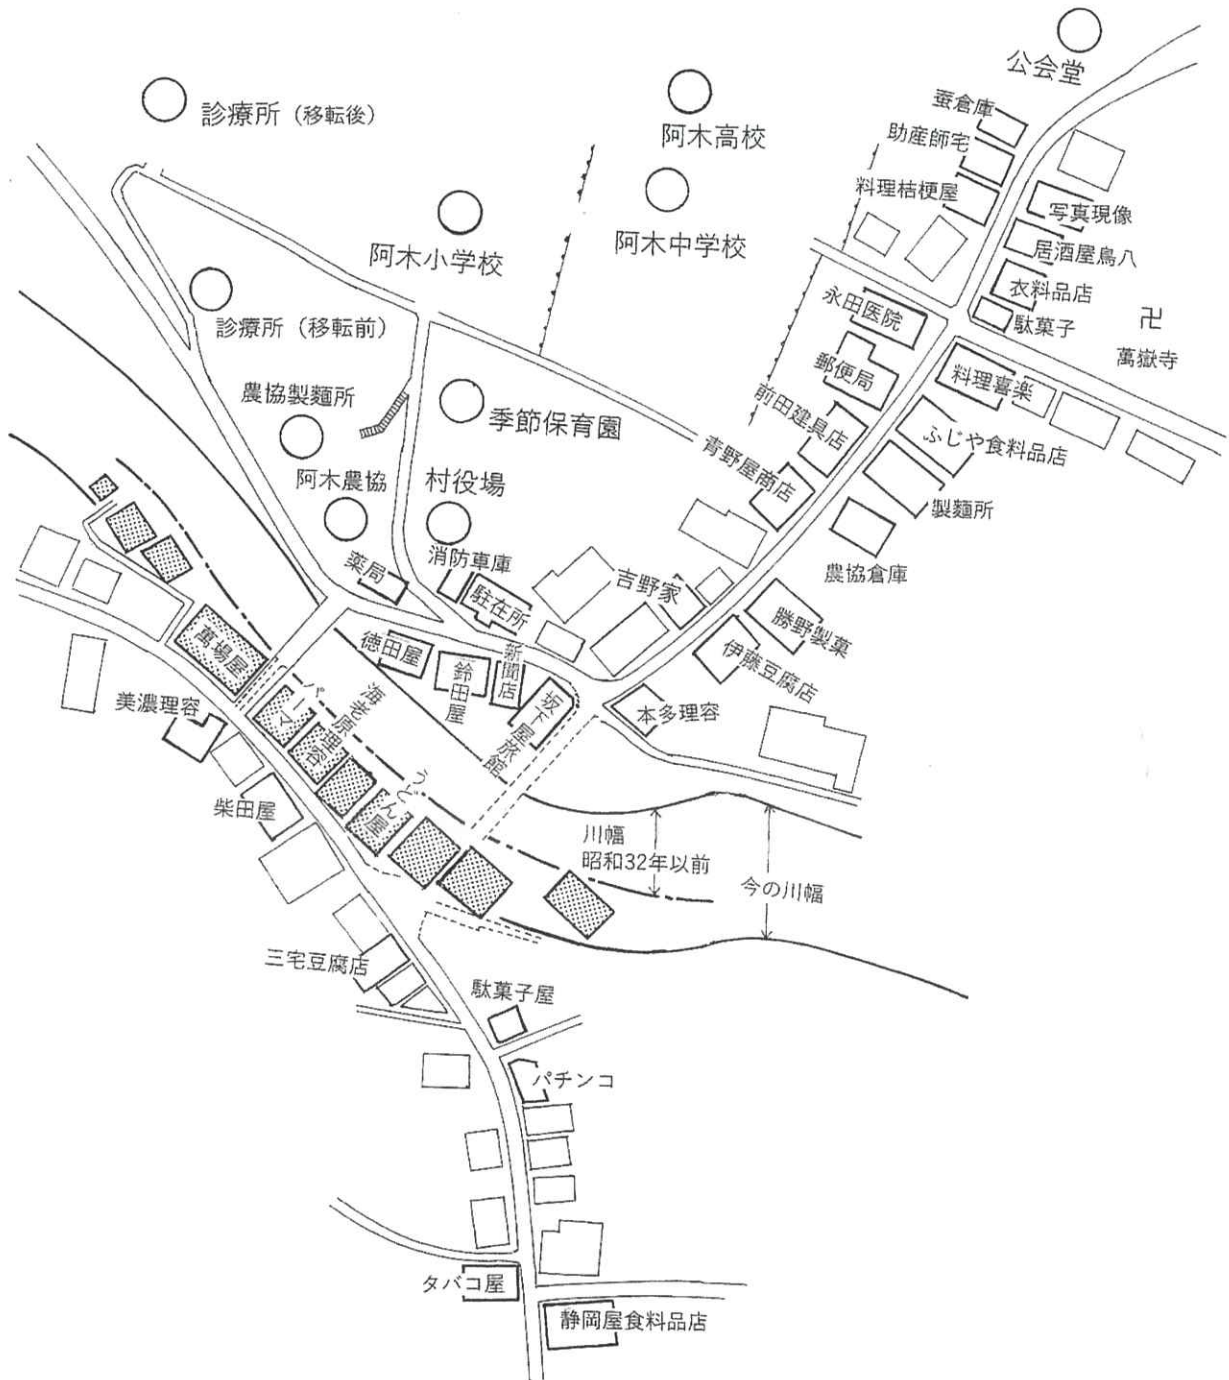 公会堂
診療所（移転後）
阿木高校
蚕倉庫
助産師宅
料理桔梗屋
阿木小学校
阿木中学校
写真現像
居酒屋鳥八
衣料品店
駄菓子
卍
萬嶽寺
診療所（移転前）
永田医院
郵便局
料理喜楽
前田建具店
ふじや食料品店
農協製麺所
季節保育園
青野屋商店
製麺所
阿木農協
村役場
農協倉庫
薬局
消防車庫
駐在所
吉野家
勝野製菓
伊藤豆腐店
萬場屋
徳田屋
鈴田屋
新聞店
坂下屋旅館
本多理容
美濃理容
パーマ
海老原理容
うどん屋
柴田屋
川幅
昭和32年以前
今の川幅
三宅豆腐店
駄菓子屋
パチンコ
タバコ屋
静岡屋食料品店